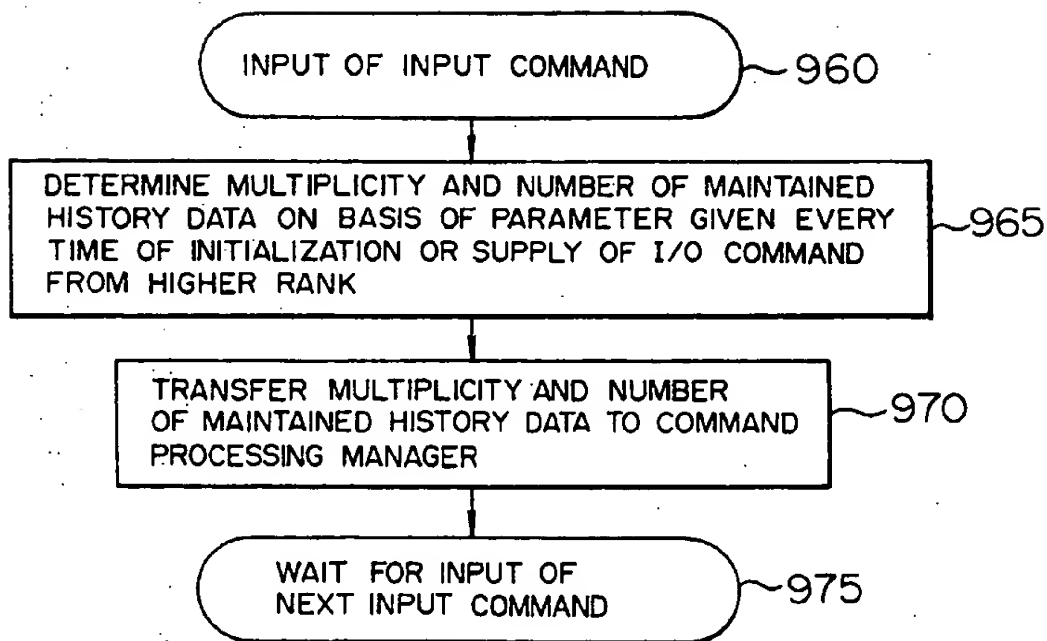 INPUT OF INPUT COMMAND
960
DETERMINE MULTIPLICITY AND NUMBER OF MAINTAINED
HISTORY DATA ON BASIS OF PARAMETER GIVEN EVERY
TIME OF INITIALIZATION OR SUPPLY OF I/O COMMAND
FROM HIGHER RANK
965
TRANSFER MULTIPLICITY AND NUMBER
OF MAINTAINED HISTORY DATA TO COMMAND
PROCESSING MANAGER
970
WAIT FOR INPUT OF
NEXT INPUT COMMAND
975